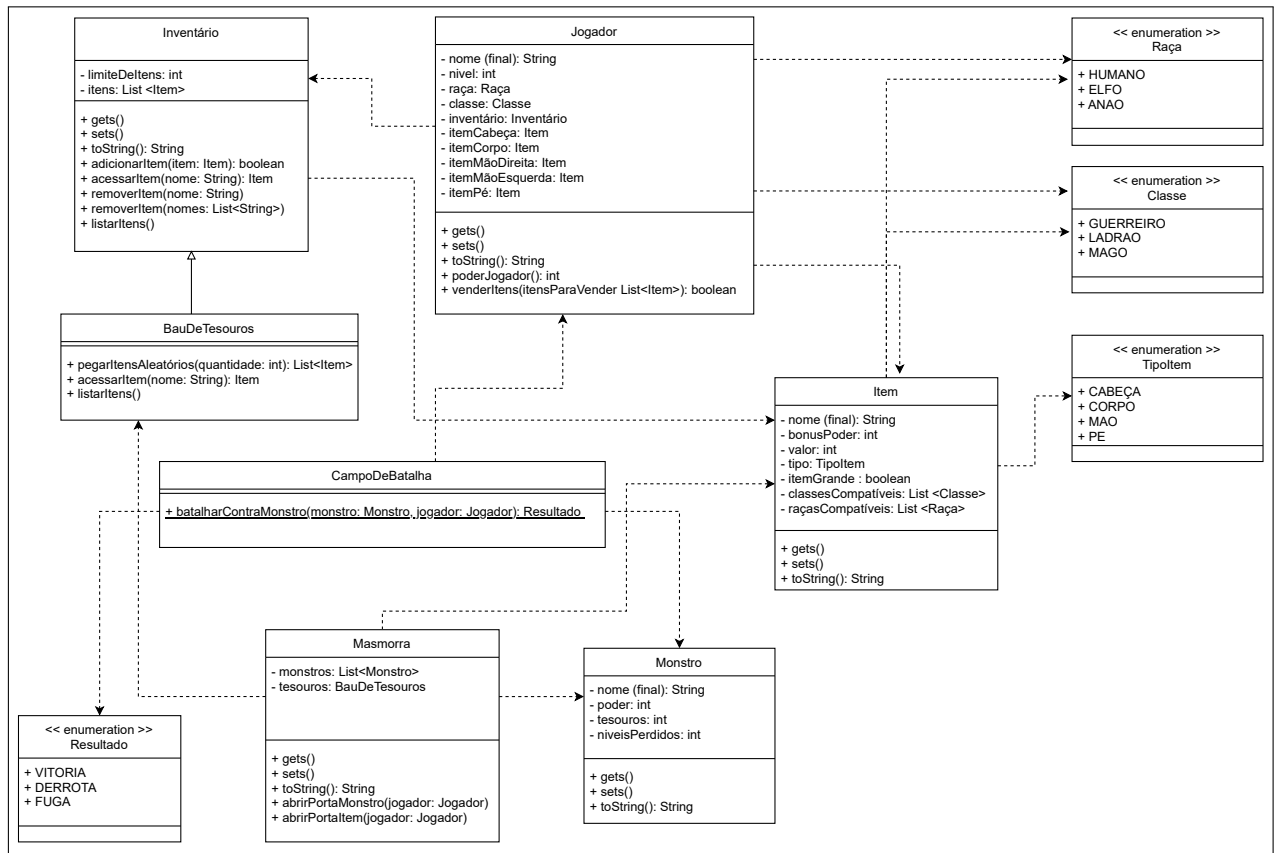 Inventário
- limiteDeItens: int
- itens: List <Item>
+ gets()
+ sets()
+ toString(): String
+ adicionarItem(item: Item): boolean
+ acessarItem(nome: String): Item
+ removerItem(nome: String)
+ removerItem(nomes: List<String>)
+ listarItens()
Jogador
- nome (final): String
- nivel: int
- raça: Raça
- classe: Classe
- inventário: Inventário
- itemCabeça: Item
- itemCorpo: Item
- itemMãoDireita: Item
- itemMãoEsquerda: Item
- itemPé: Item
+ gets()
+ sets()
+ toString(): String
+ poderJogador(): int
+ venderItens(itensParaVender List<Item>): boolean
<< enumeration >>
Raça
+ HUMANO
+ ELFO
+ ANAO
<< enumeration >>
Classe
+ GUERREIRO
+ LADRAO
+ MAGO
BauDeTesouros
+ pegarItensAleatórios(quantidade: int): List<Item>
+ acessarItem(nome: String): Item
+ listarItens()
<< enumeration >>
TipoItem
+ CABEÇA
+ CORPO
+ MAO
+ PE
Item
- nome (final): String
- bonusPoder: int
- valor: int
- tipo: TipoItem
- itemGrande : boolean
- classesCompatíveis: List <Classe>
- raçasCompatíveis: List <Raça>
+ gets()
+ sets()
+ toString(): String
CampoDeBatalha
+ batalharContraMonstro(monstro: Monstro, jogador: Jogador): Resultado
Masmorra
- monstros: List<Monstro>
- tesouros: BauDeTesouros
+ gets()
+ sets()
+ toString(): String
+ abrirPortaMonstro(jogador: Jogador)
+ abrirPortaItem(jogador: Jogador)
Monstro
- nome (final): String
- poder: int
- tesouros: int
- niveisPerdidos: int
+ gets()
+ sets()
+ toString(): String
<< enumeration >>
Resultado
+ VITORIA
+ DERROTA
+ FUGA